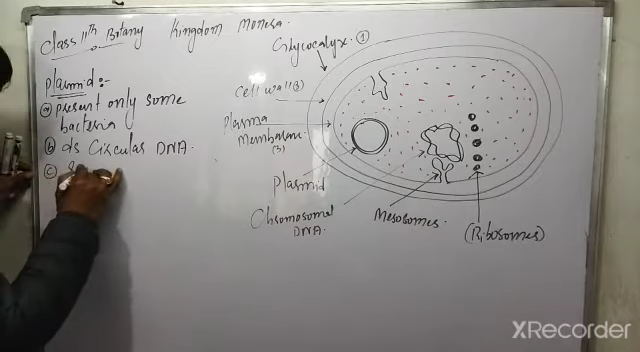 Class 11th Botany Kingdom Monera.
Plasmid :-
(a) present only some
bacteria
(b) ds Circular DNA.
(c)
Glycocalyx. (1)
Cell wall (2)
Plasma
Membrane
(3)
Plasmid
Chromosomal
DNA.
Mesosomes.
(Ribosomes)
XRecorder